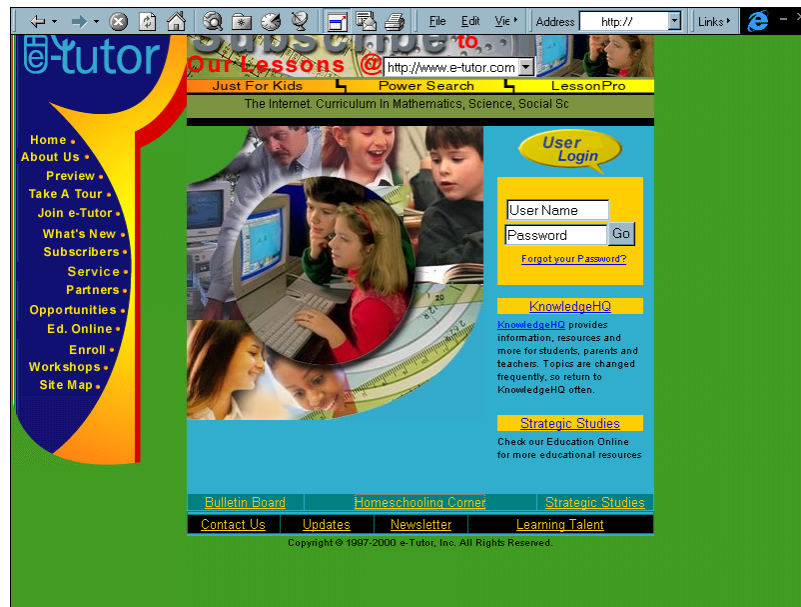 File Edit Vie Address http:// Links
e-tutor
Subscribe to
Our Lessons @ http://www.e-tutor.com
Just For Kids Power Search LessonPro
The Internet. Curriculum In Mathematics, Science, Social Sc
Home
About Us
Preview
Take A Tour
Join e-Tutor
What's New
Subscribers
Service
Partners
Opportunities
Ed. Online
Enroll
Workshops
Site Map
User
Login
User Name
Password Go
Forgot your Password?
KnowledgeHQ
KnowledgeHQ provides
information, resources and
more for students, parents and
teachers. Topics are changed
frequently, so return to
KnowledgeHQ often.
Strategic Studies
Check our Education Online
for more educational resources
Bulletin Board Homeschooling Corner Strategic Studies
Contact Us Updates Newsletter Learning Talent
Copyright © 1997-2000 e-Tutor, Inc. All Rights Reserved.